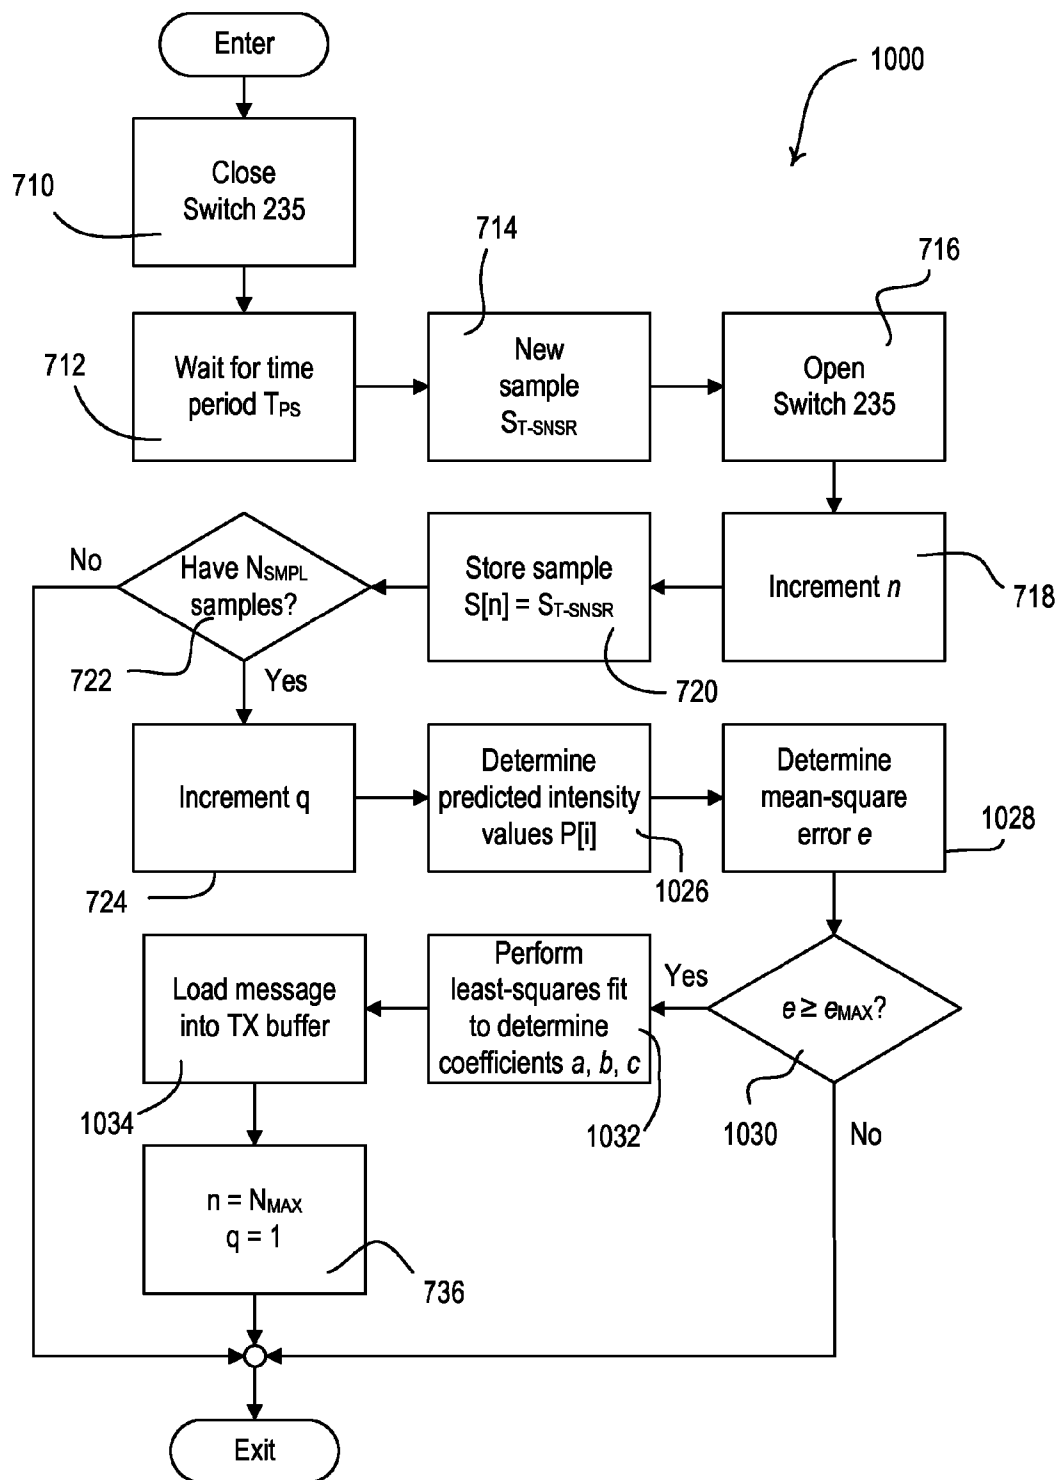 Enter
1000
Close
Switch 235
710
714
716
Wait for time
period TPS
712
New
sample
ST-SNSR
Open
Switch 235
No
Have NSMPL
samples?
722
Yes
Store sample
S[n] = ST-SNSR
720
Increment n
718
Increment q
724
Determine
predicted intensity
values P[i]
1026
Determine
mean-square
error e
1028
Load message
into TX buffer
1034
Perform
least-squares fit
to determine
coefficients a, b, c
1032
Yes
e ≥ eMAX?
1030
No
n = NMAX
q = 1
736
Exit